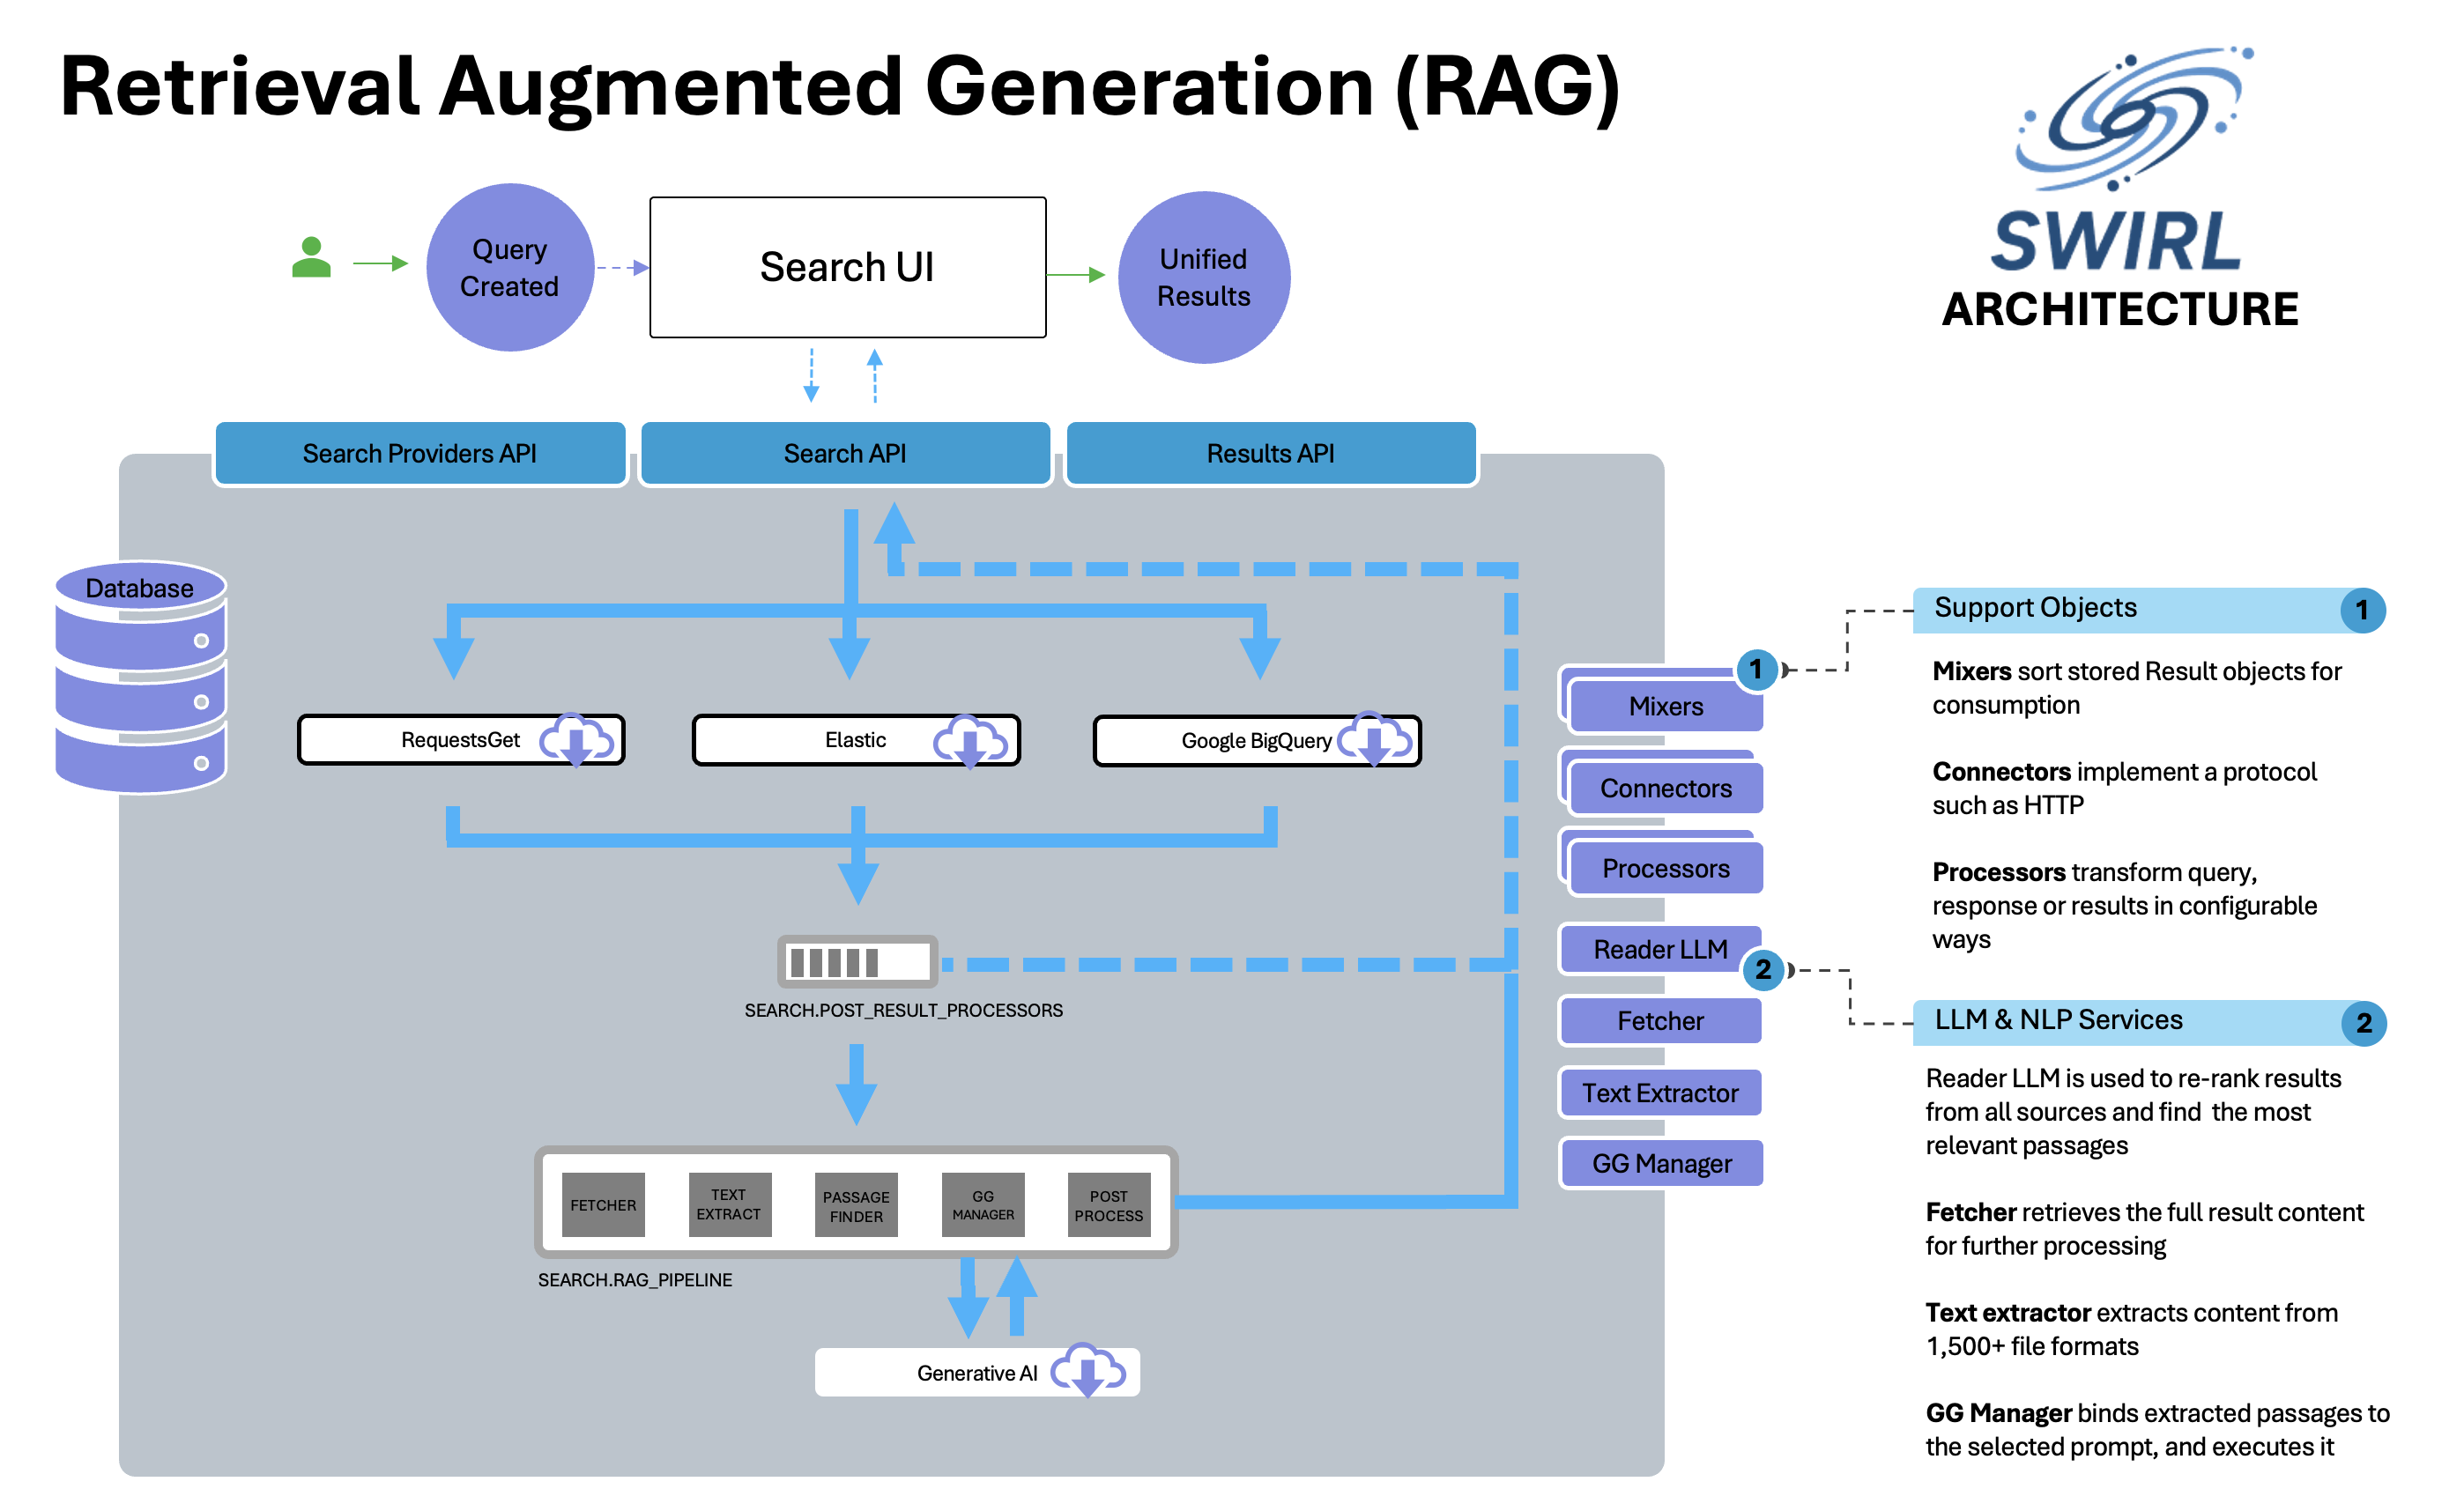 Retrieval Augmented Generation (RAG)
SWIRL
ARCHITECTURE
Query
Created
Search UI
Unified
Results
Search Providers API
Search API
Results API
Database
RequestsGet
Elastic
Google BigQuery
SEARCH.POST_RESULT_PROCESSORS
FETCHER
TEXT
EXTRACT
PASSAGE
FINDER
GG
MANAGER
POST
PROCESS
SEARCH.RAG_PIPELINE
Generative AI
1
Mixers
Connectors
Processors
Reader LLM
2
Fetcher
Text Extractor
GG Manager
Support Objects
1
Mixers sort stored Result objects for
consumption
Connectors implement a protocol
such as HTTP
Processors transform query,
response or results in configurable
ways
LLM & NLP Services
2
Reader LLM is used to re-rank results
from all sources and find  the most
relevant passages
Fetcher retrieves the full result content
for further processing
Text extractor extracts content from
1,500+ file formats
GG Manager binds extracted passages to
the selected prompt, and executes it